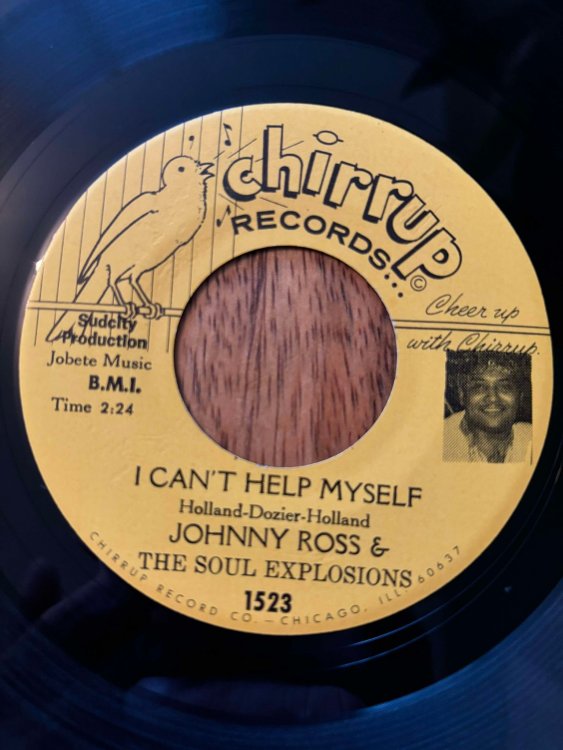 chirrup
RECORDS...
©
Cheer up
with Chirrup.
Sudcity
Production
Jobete Music
B.M.I.
Time 2:24
I CAN'T HELP MYSELF
Holland-Dozier-Holland
JOHNNY ROSS &
THE SOUL EXPLOSIONS
1523
CHIRRUP RECORD CO. — CHICAGO, ILL. 60637